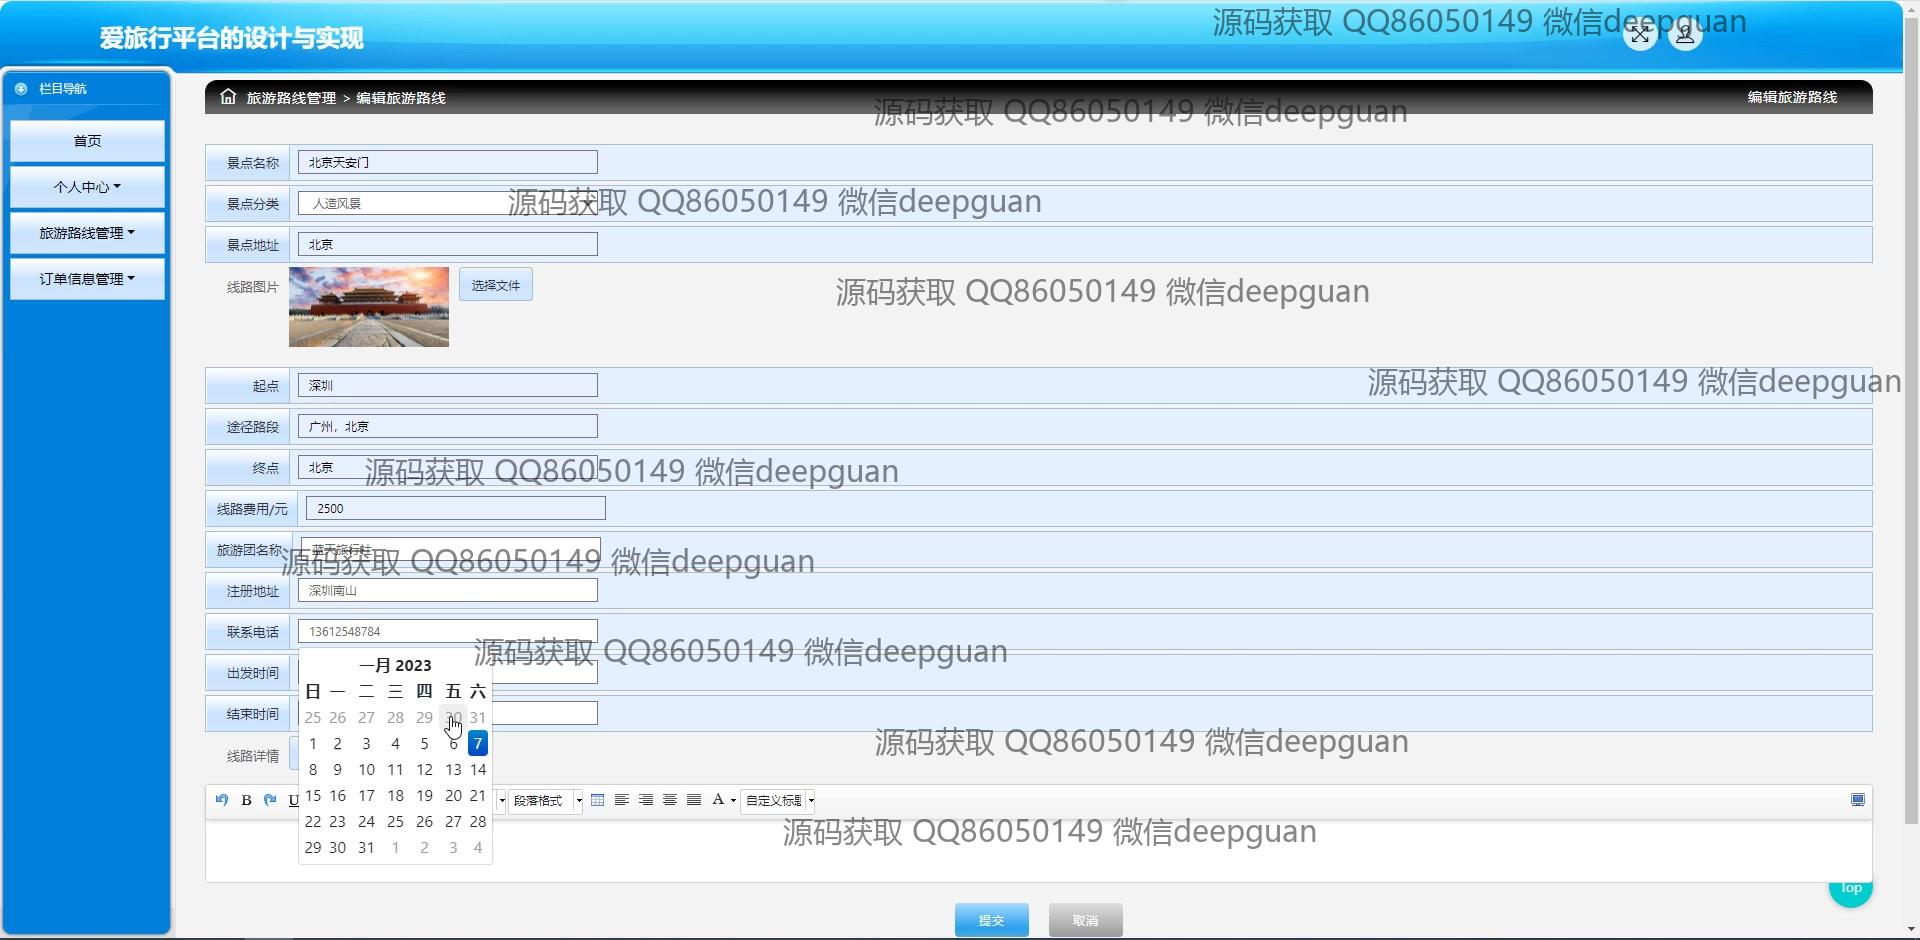 爱旅行平台的设计与实现
源码获取 QQ86050149 微信deepguan
栏目导航
首页
个人中心
旅游路线管理
订单信息管理
旅游路线管理 > 编辑旅游路线
编辑旅游路线
源码获取 QQ86050149 微信deepguan
景点名称 北京天安门
景点分类 人造风景
源码获取 QQ86050149 微信deepguan
景点地址 北京
线路图片 选择文件
源码获取 QQ86050149 微信deepguan
起点 深圳
源码获取 QQ86050149 微信deepguan
途径路段 广州，北京
终点 北京
源码获取 QQ86050149 微信deepguan
线路费用/元 2500
旅游团名称 蓝天旅行社
源码获取 QQ86050149 微信deepguan
注册地址 深圳南山
联系电话 13612548784
源码获取 QQ86050149 微信deepguan
出发时间
结束时间
一月 2023
日 一 二 三 四 五 六
25 26 27 28 29 30 31
1 2 3 4 5 6 7
8 9 10 11 12 13 14
15 16 17 18 19 20 21
22 23 24 25 26 27 28
29 30 31 1 2 3 4
源码获取 QQ86050149 微信deepguan
线路详情
B U 段落格式 A 自定义标题
源码获取 QQ86050149 微信deepguan
Top
提交 取消